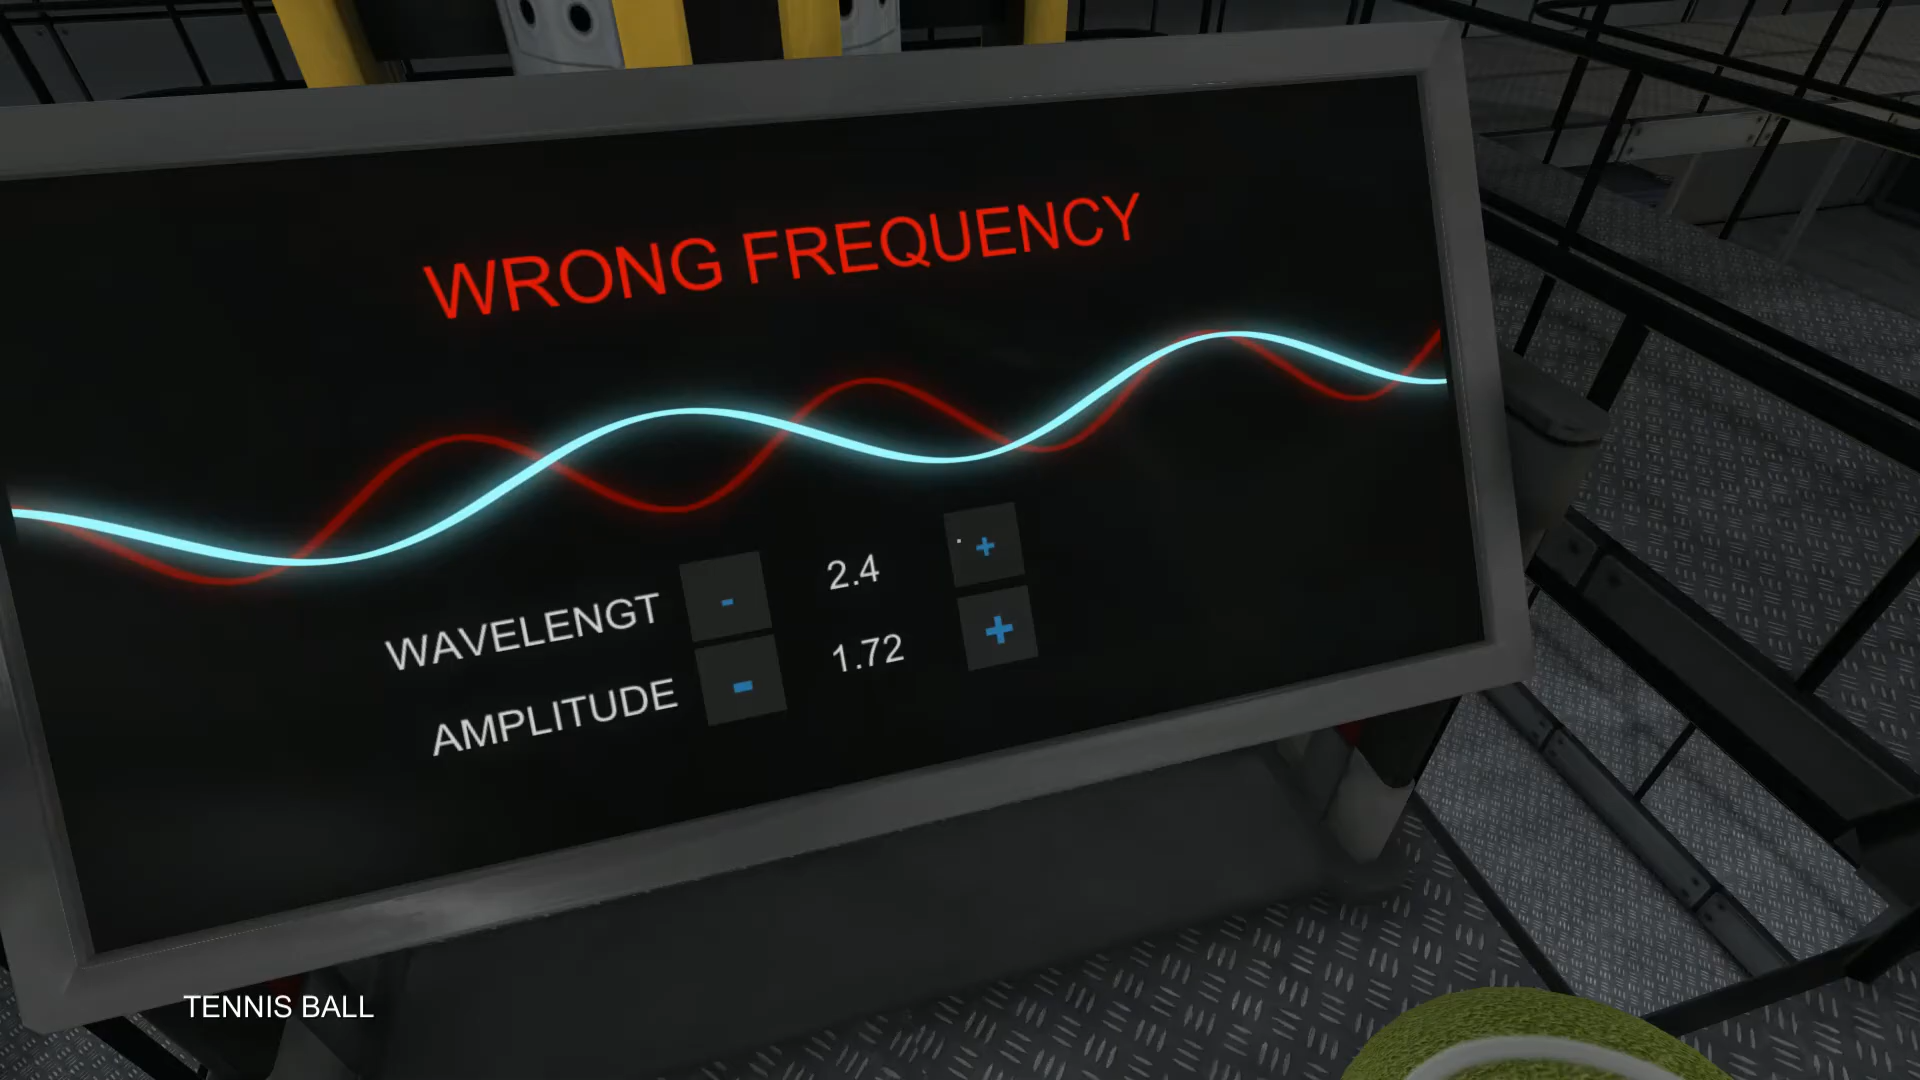 WRONG FREQUENCY
WAVELENGT - 2.4 +
AMPLITUDE - 1.72 +
TENNIS BALL